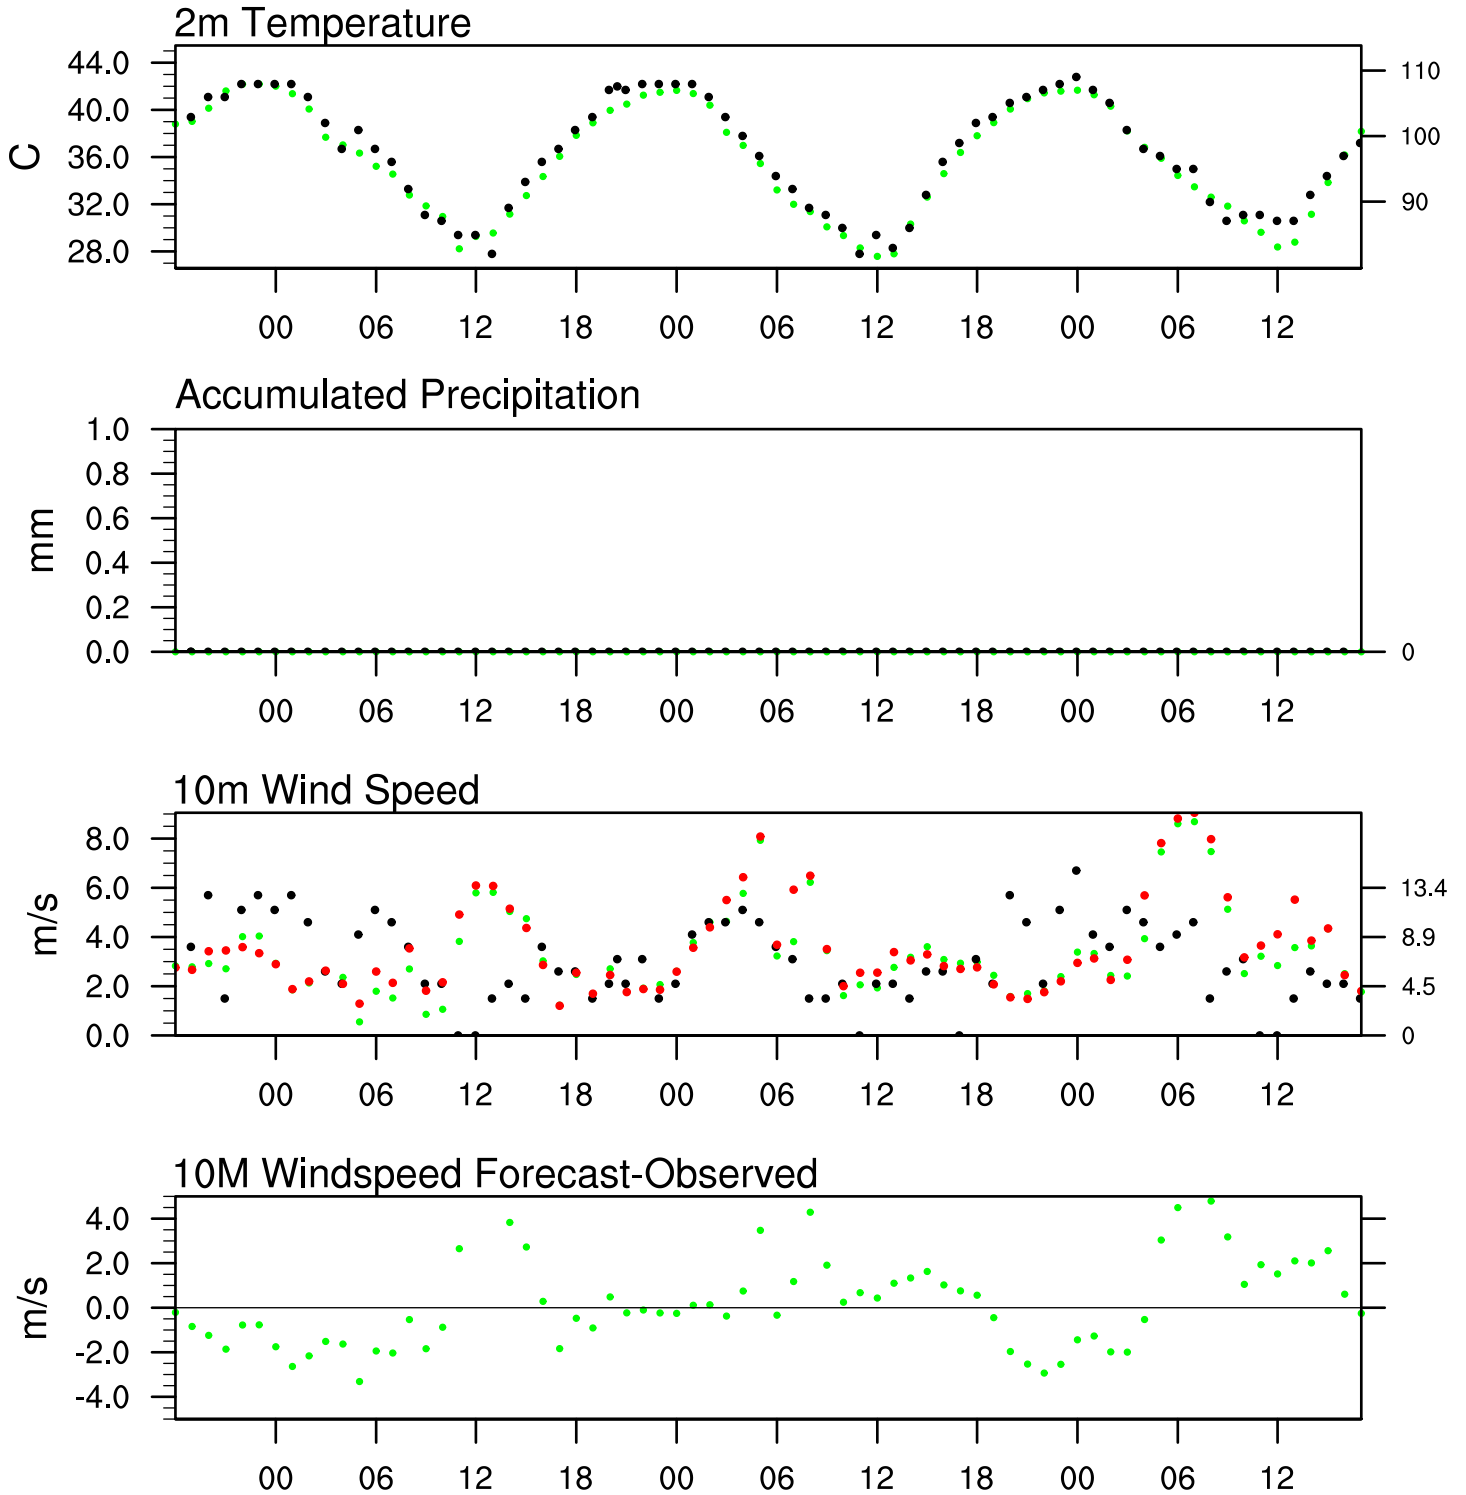 2m Temperature
44.0
40.0
36.0
32.0
28.0
C
110
100
90
00 06 12 18 00 06 12 18 00 06 12
Accumulated Precipitation
1.0
0.8
0.6
0.4
0.2
0.0
mm
0
00 06 12 18 00 06 12 18 00 06 12
10m Wind Speed
8.0
6.0
4.0
2.0
0.0
m/s
13.4
8.9
4.5
0
00 06 12 18 00 06 12 18 00 06 12
10M Windspeed Forecast-Observed
4.0
2.0
0.0
-2.0
-4.0
m/s
00 06 12 18 00 06 12 18 00 06 12